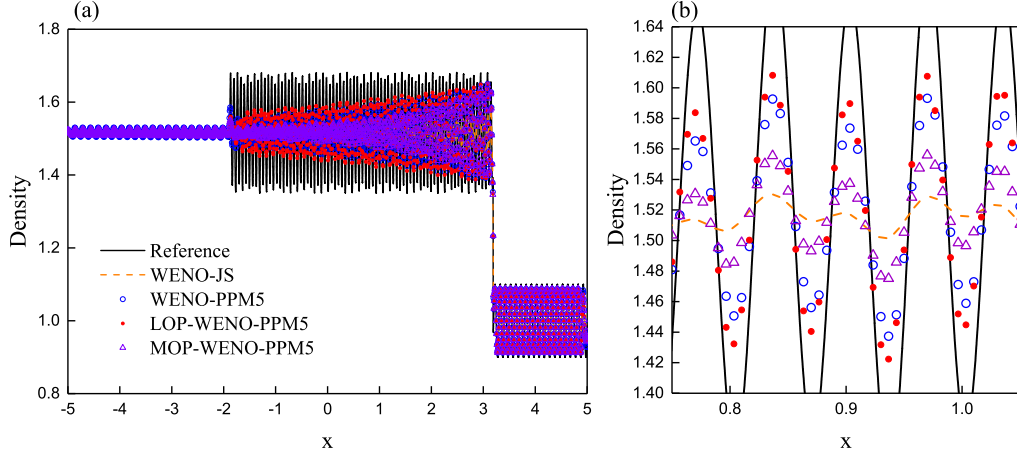 (a)
1.8
1.6
1.4
1.2
1.0
0.8
Density
Reference
WENO-JS
WENO-PPM5
LOP-WENO-PPM5
MOP-WENO-PPM5
-5 -4 -3 -2 -1 0 1 2 3 4 5
x
(b)
1.64
1.62
1.60
1.58
1.56
1.54
1.52
1.50
1.48
1.46
1.44
1.42
1.40
Density
0.8 0.9 1.0
x